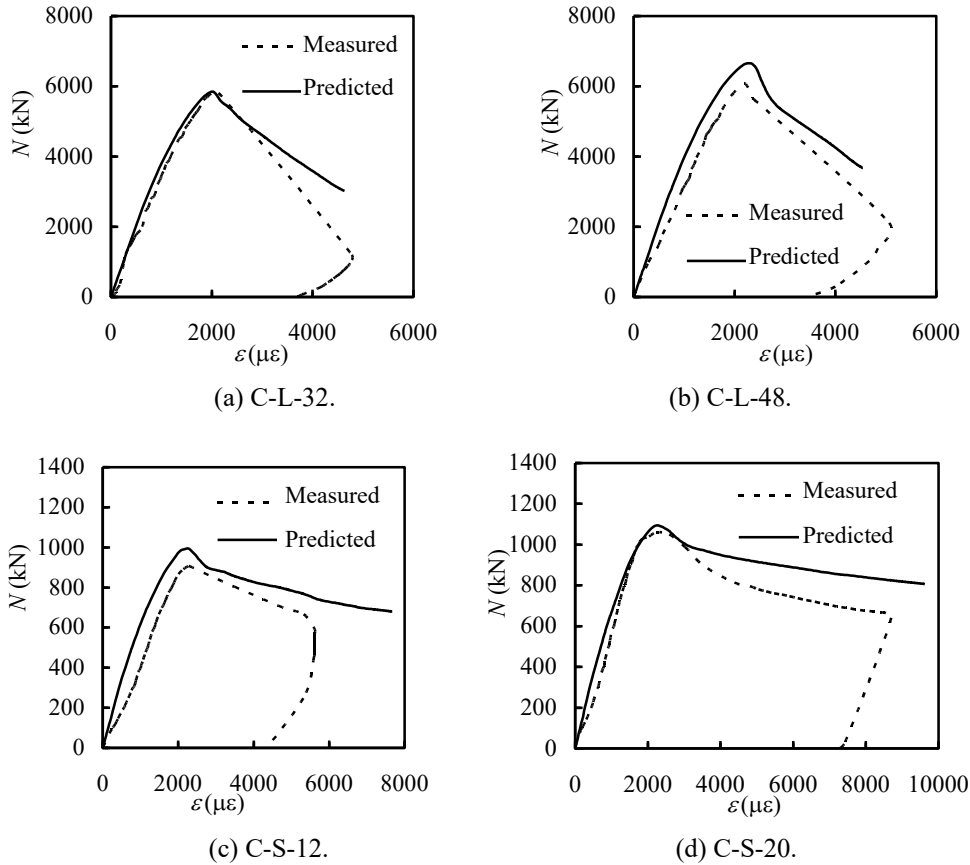 8000
Measured
6000
Predicted
N (kN)
4000
2000
0
0 2000 4000 6000
ε(με)
(a) C-L-32.
8000
6000
N (kN)
4000
Measured
2000
Predicted
0
0 2000 4000 6000
ε(με)
(b) C-L-48.
1400
Measured
1200
Predicted
1000
N (kN)
800
600
400
200
0
0 2000 4000 6000 8000
ε(με)
(c) C-S-12.
1400
Measured
1200
Predicted
1000
N (kN)
800
600
400
200
0
0 2000 4000 6000 8000 10000
ε(με)
(d) C-S-20.